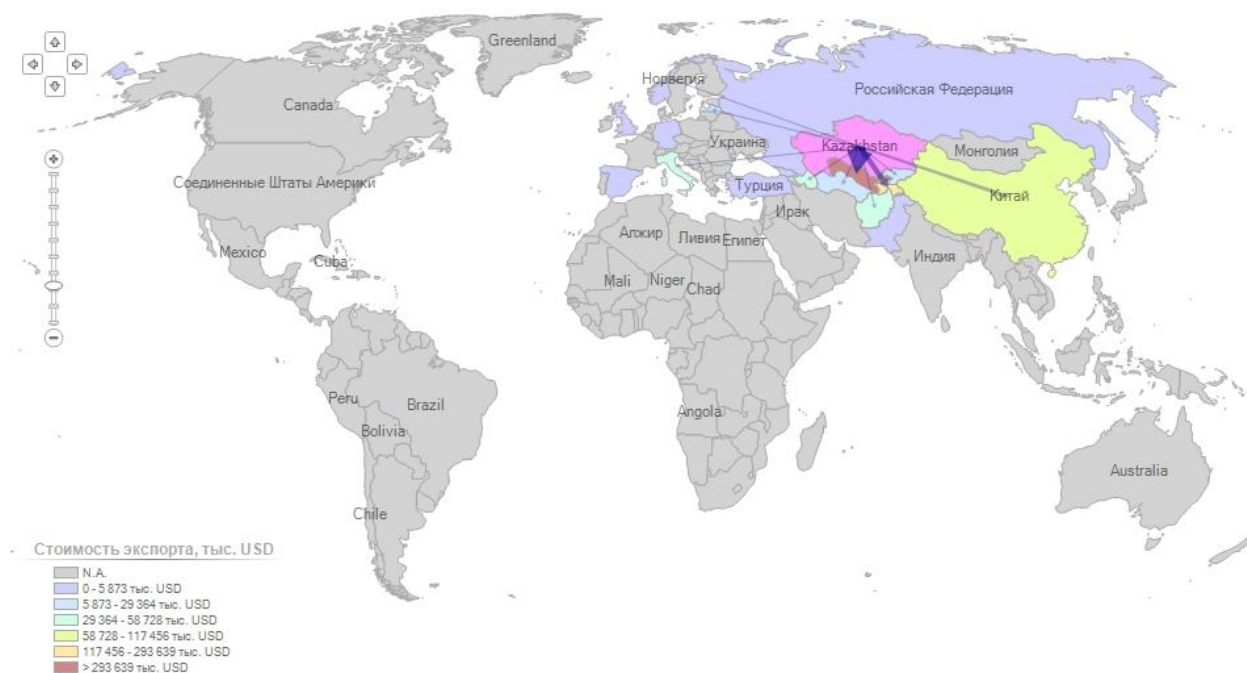 Greenland
Норвегия
Canada
Российская Федерация
Украина
Kazakhstan
Монголия
Соединенные Штаты Америки
Турция
Китай
Ирак
Mexico
Алжир
Ливия
Египет
Cuba
Индия
Mali
Niger
Chad
Peru
Brazil
Angola
Bolivia
Australia
Chile
Стоимость экспорта, тыс. USD
N.A.
0 - 5 873 тыс. USD
5 873 - 29 364 тыс. USD
29 364 - 58 728 тыс. USD
58 728 - 117 456 тыс. USD
117 456 - 293 639 тыс. USD
> 293 639 тыс. USD